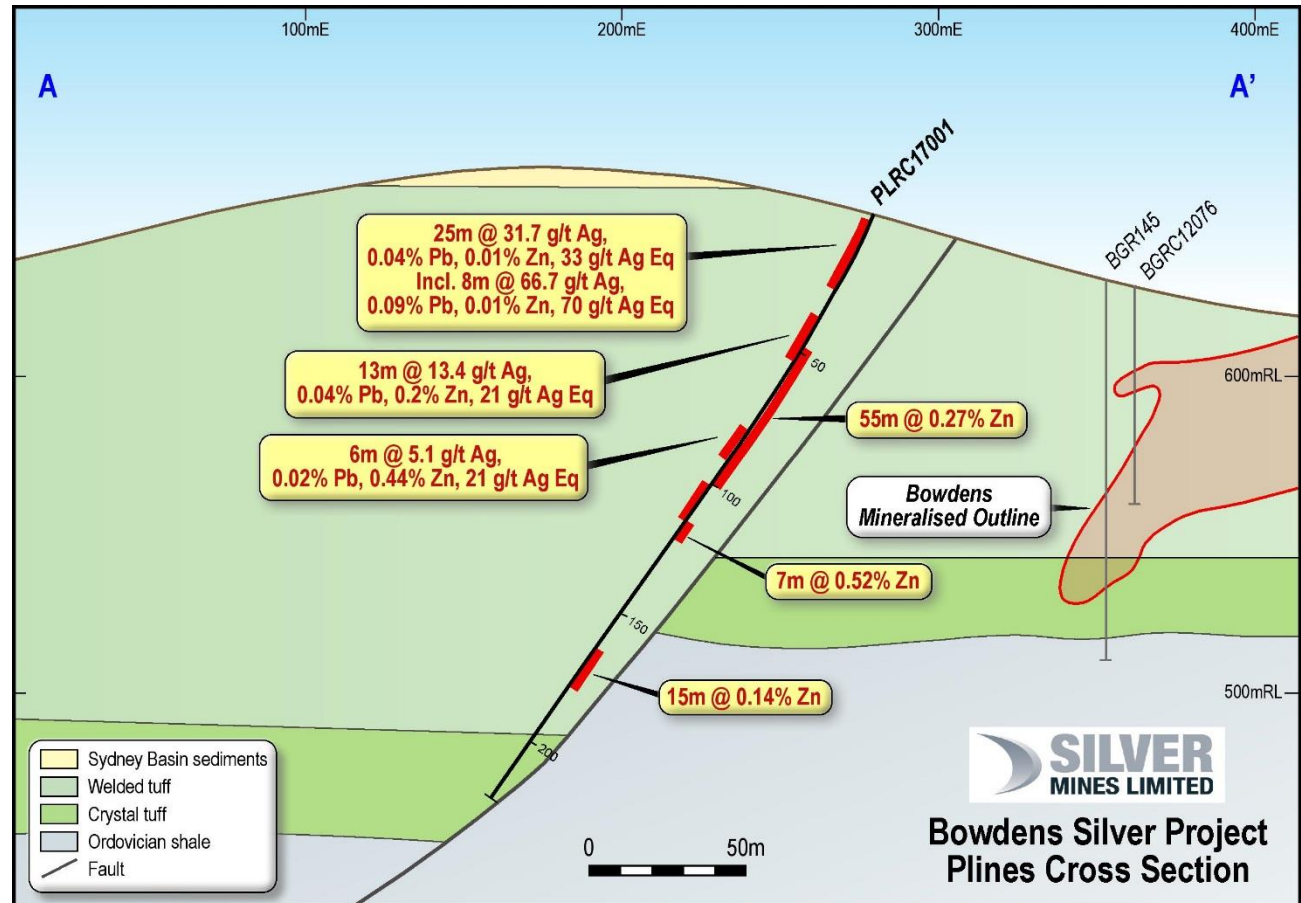 100mE
200mE
300mE
400mE
A
A'
PLRC17001
BGR145
BGRC12076
25m @ 31.7 g/t Ag,
0.04% Pb, 0.01% Zn, 33 g/t Ag Eq
Incl. 8m @ 66.7 g/t Ag,
0.09% Pb, 0.01% Zn, 70 g/t Ag Eq
13m @ 13.4 g/t Ag,
0.04% Pb, 0.2% Zn, 21 g/t Ag Eq
50
600mRL
55m @ 0.27% Zn
6m @ 5.1 g/t Ag,
0.02% Pb, 0.44% Zn, 21 g/t Ag Eq
100
Bowdens
Mineralised Outline
7m @ 0.52% Zn
150
15m @ 0.14% Zn
500mRL
200
Sydney Basin sediments
Welded tuff
Crystal tuff
Ordovician shale
Fault
0
50m
SILVER
MINES LIMITED
Bowdens Silver Project
Plines Cross Section